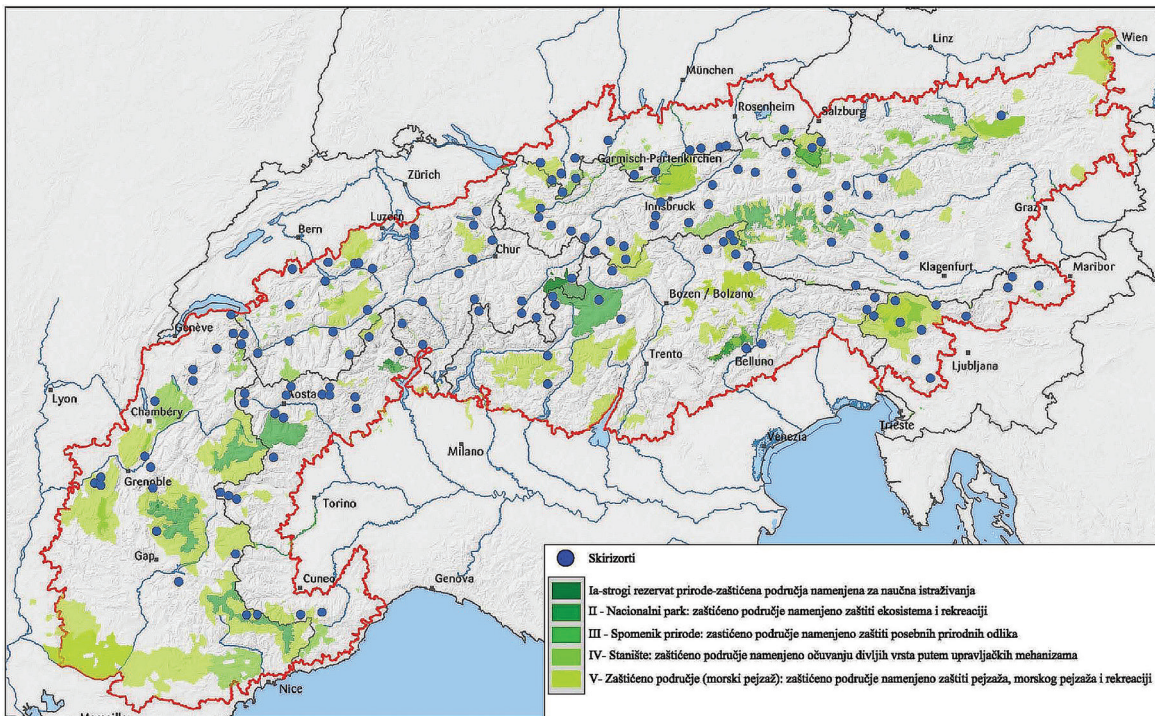 Linz
Wien
München
Rosenheim
Salzburg
Garmisch-Partenkirchen
Zürich
Innsbruck
Luzern
Graz
Bern
Chur
Klagenfurt
Maribor
Bozen / Bolzano
Genève
Trento
Belluno
Ljubljana
Lyon
Aosta
Chambéry
Trieste
Venezia
Milano
Grenoble
Torino
Gap
Cuneo
Genova
Nice
Skirizorti
Ia-strogi rezervat prirode-zaštićena područja namenjena za naučna istraživanja
II - Nacionalni park: zaštićeno područje namenjeno zaštiti ekosistema i rekreaciji
III - Spomenik prirode: zastićeno područje namenjeno zaštiti posebnih prirodnih odlika
IV- Stanište: zaštićeno područje namenjeno očuvanju divljih vrsta putem upravljačkih mehanizama
V- Zaštićeno područje (morski pejzaž): zaštićeno područje namenjeno zaštiti pejzaža, morskog pejzaža i rekreaciji